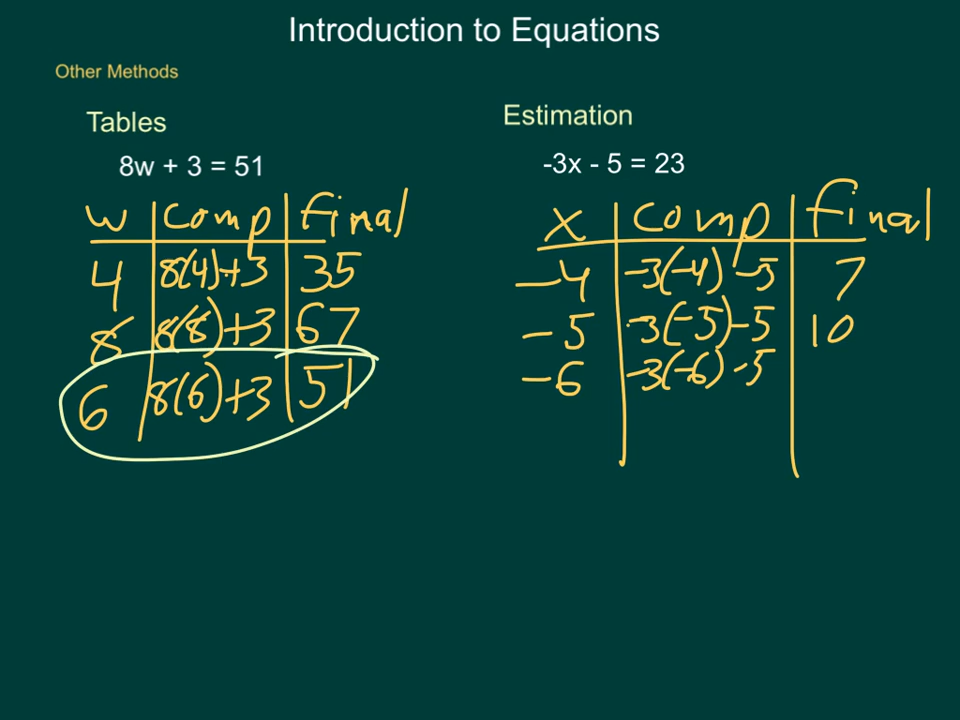 Introduction to Equations
Other Methods
Tables
8w + 3 = 51
w comp final
4 8(4)+3 35
8 8(8)+3 67
6 8(6)+3 51
Estimation
-3x - 5 = 23
x comp final
-4 -3(-4)-5 7
-5 -3(-5)-5 10
-6 -3(-6)-5